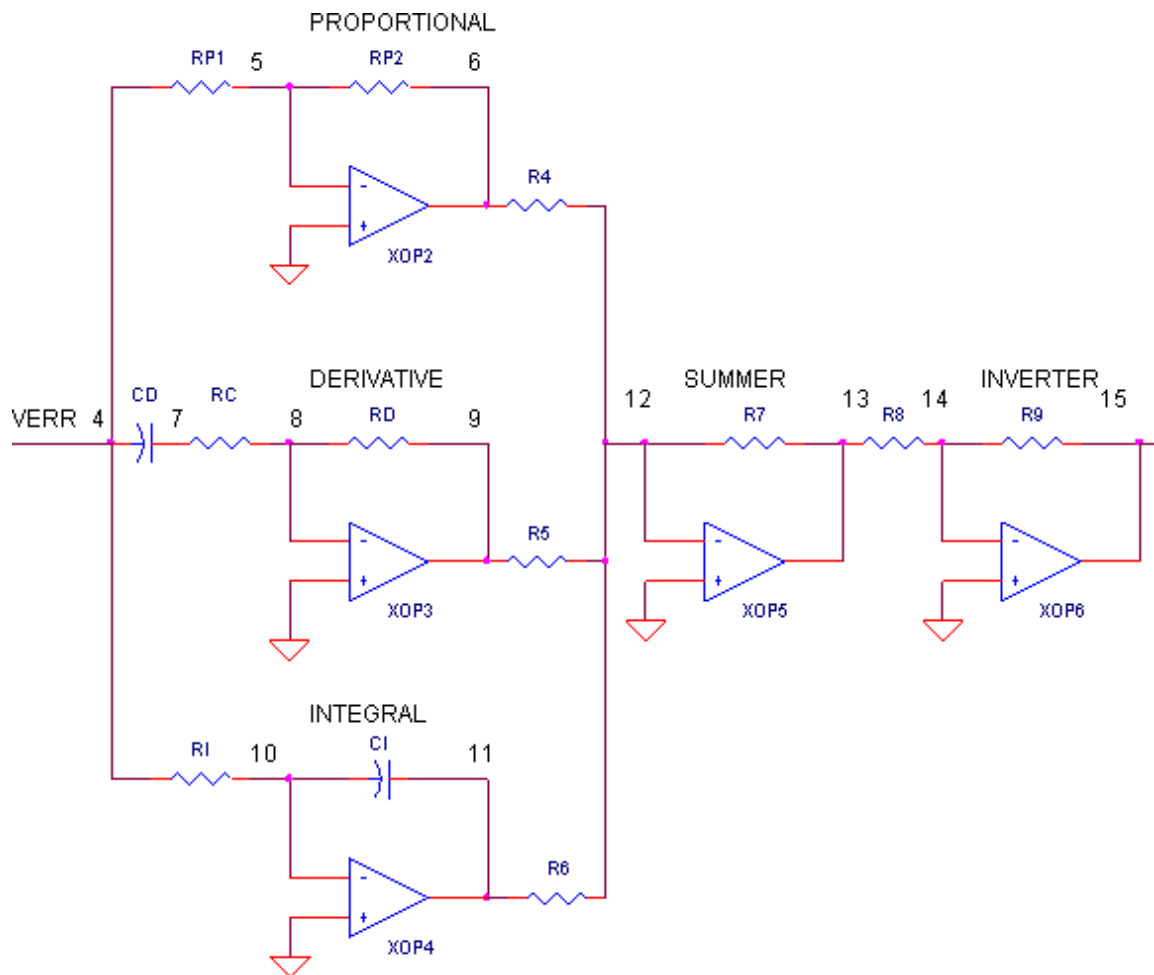 PROPORTIONAL
RP1 5 RP2 6
-
+
XOP2
R4
DERIVATIVE
SUMMER
INVERTER
VERR 4 CD 7 RC 8 RD 9
12 R7 13 R8 14 R9 15
-
+
XOP3
R5
-
+
XOP5
-
+
XOP6
INTEGRAL
RI 10 CI 11
-
+
XOP4
R6